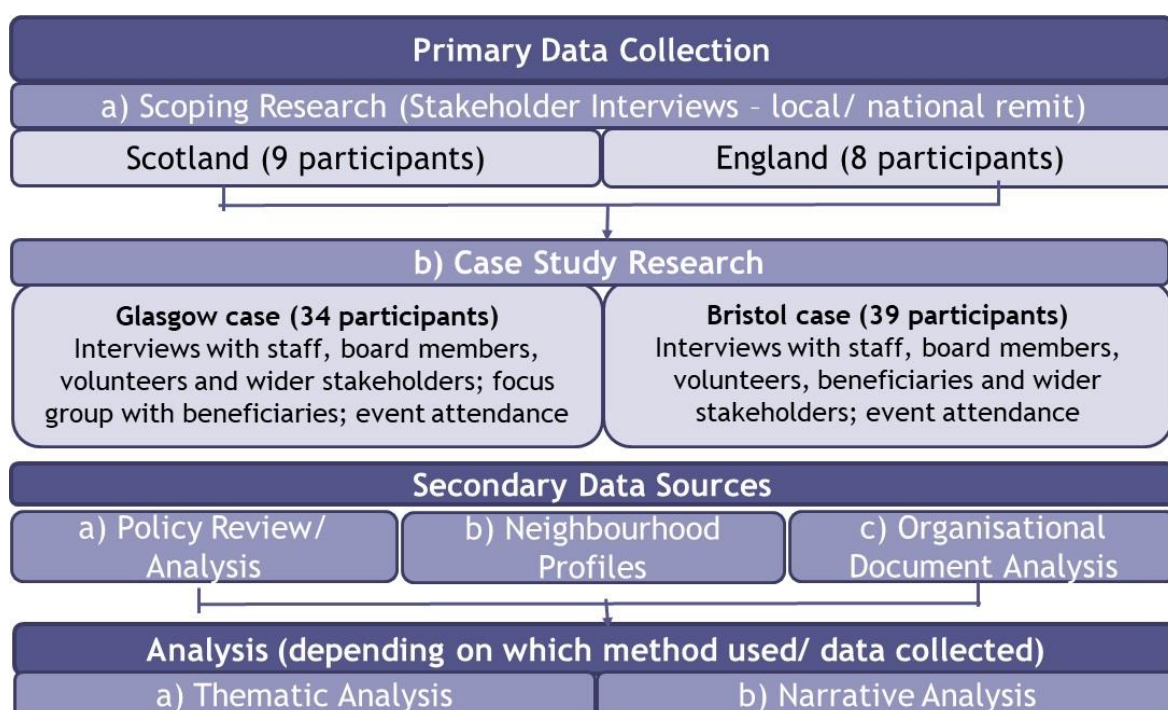 Primary Data Collection
a) Scoping Research (Stakeholder Interviews – local/ national remit)
Scotland (9 participants)
England (8 participants)
b) Case Study Research
Glasgow case (34 participants)
Interviews with staff, board members,
volunteers and wider stakeholders; focus
group with beneficiaries; event attendance
Bristol case (39 participants)
Interviews with staff, board members,
volunteers, beneficiaries and wider
stakeholders; event attendance
Secondary Data Sources
a) Policy Review/
Analysis
b) Neighbourhood
Profiles
c) Organisational
Document Analysis
Analysis (depending on which method used/ data collected)
a) Thematic Analysis
b) Narrative Analysis